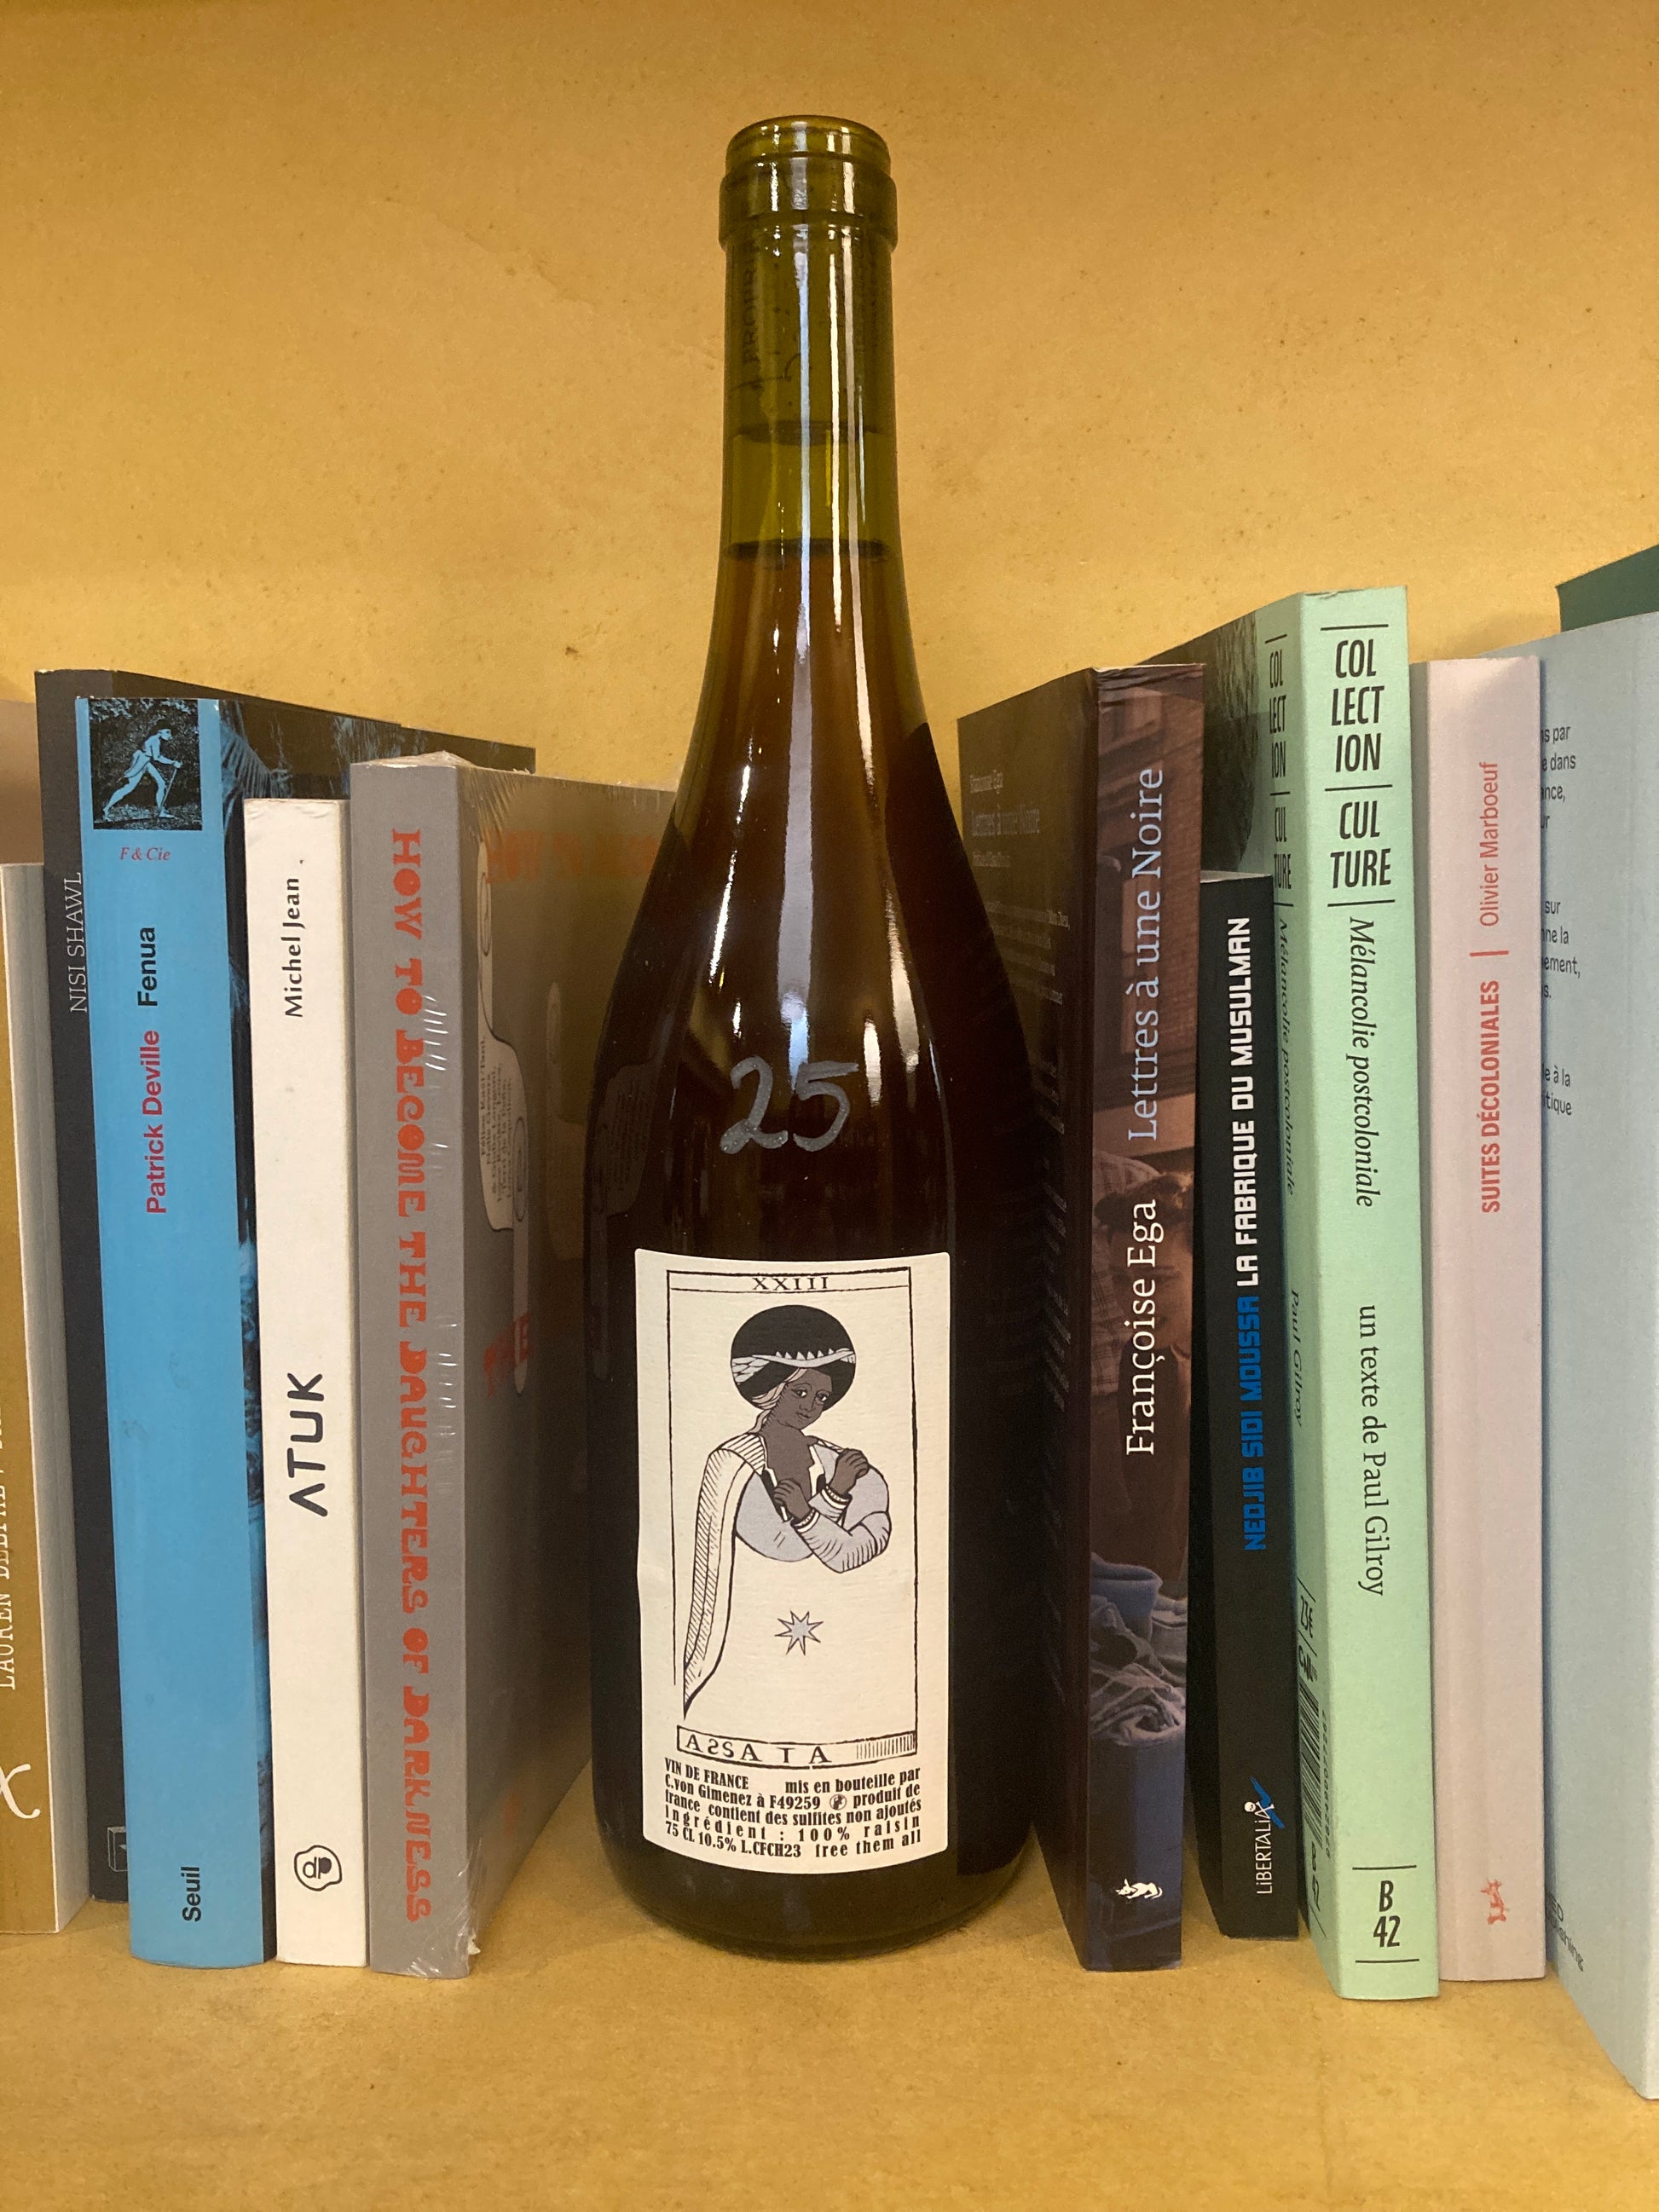 NISI SHAWL
F & Cie
Patrick Deville Fenua
Seuil
Michel Jean
ATUK
HOW TO BECOME THE DAUGHTERS OF DARKNESS
25
XXIII
ASSATA
VIN DE FRANCE mis en bouteille par
C.von Gimenez à F49259 produit de
france contient des sulfites non ajoutés
ingrédient : 100% raisin
75 CL 10.5% L.CFCH23 free them all
Françoise Ega Lettres à une Noire
NEDJIB SIDI MOUSSA LA FABRIQUE DU MUSULMAN
LiBERTALiA
COL
LECT
ION
CUL
TURE
Mélancolie postcoloniale
Paul Gilroy
COL
LECT
ION
CUL
TURE
Mélancolie postcoloniale un texte de Paul Gilroy
B
42
SUITES DÉCOLONIALES | Olivier Marboeuf